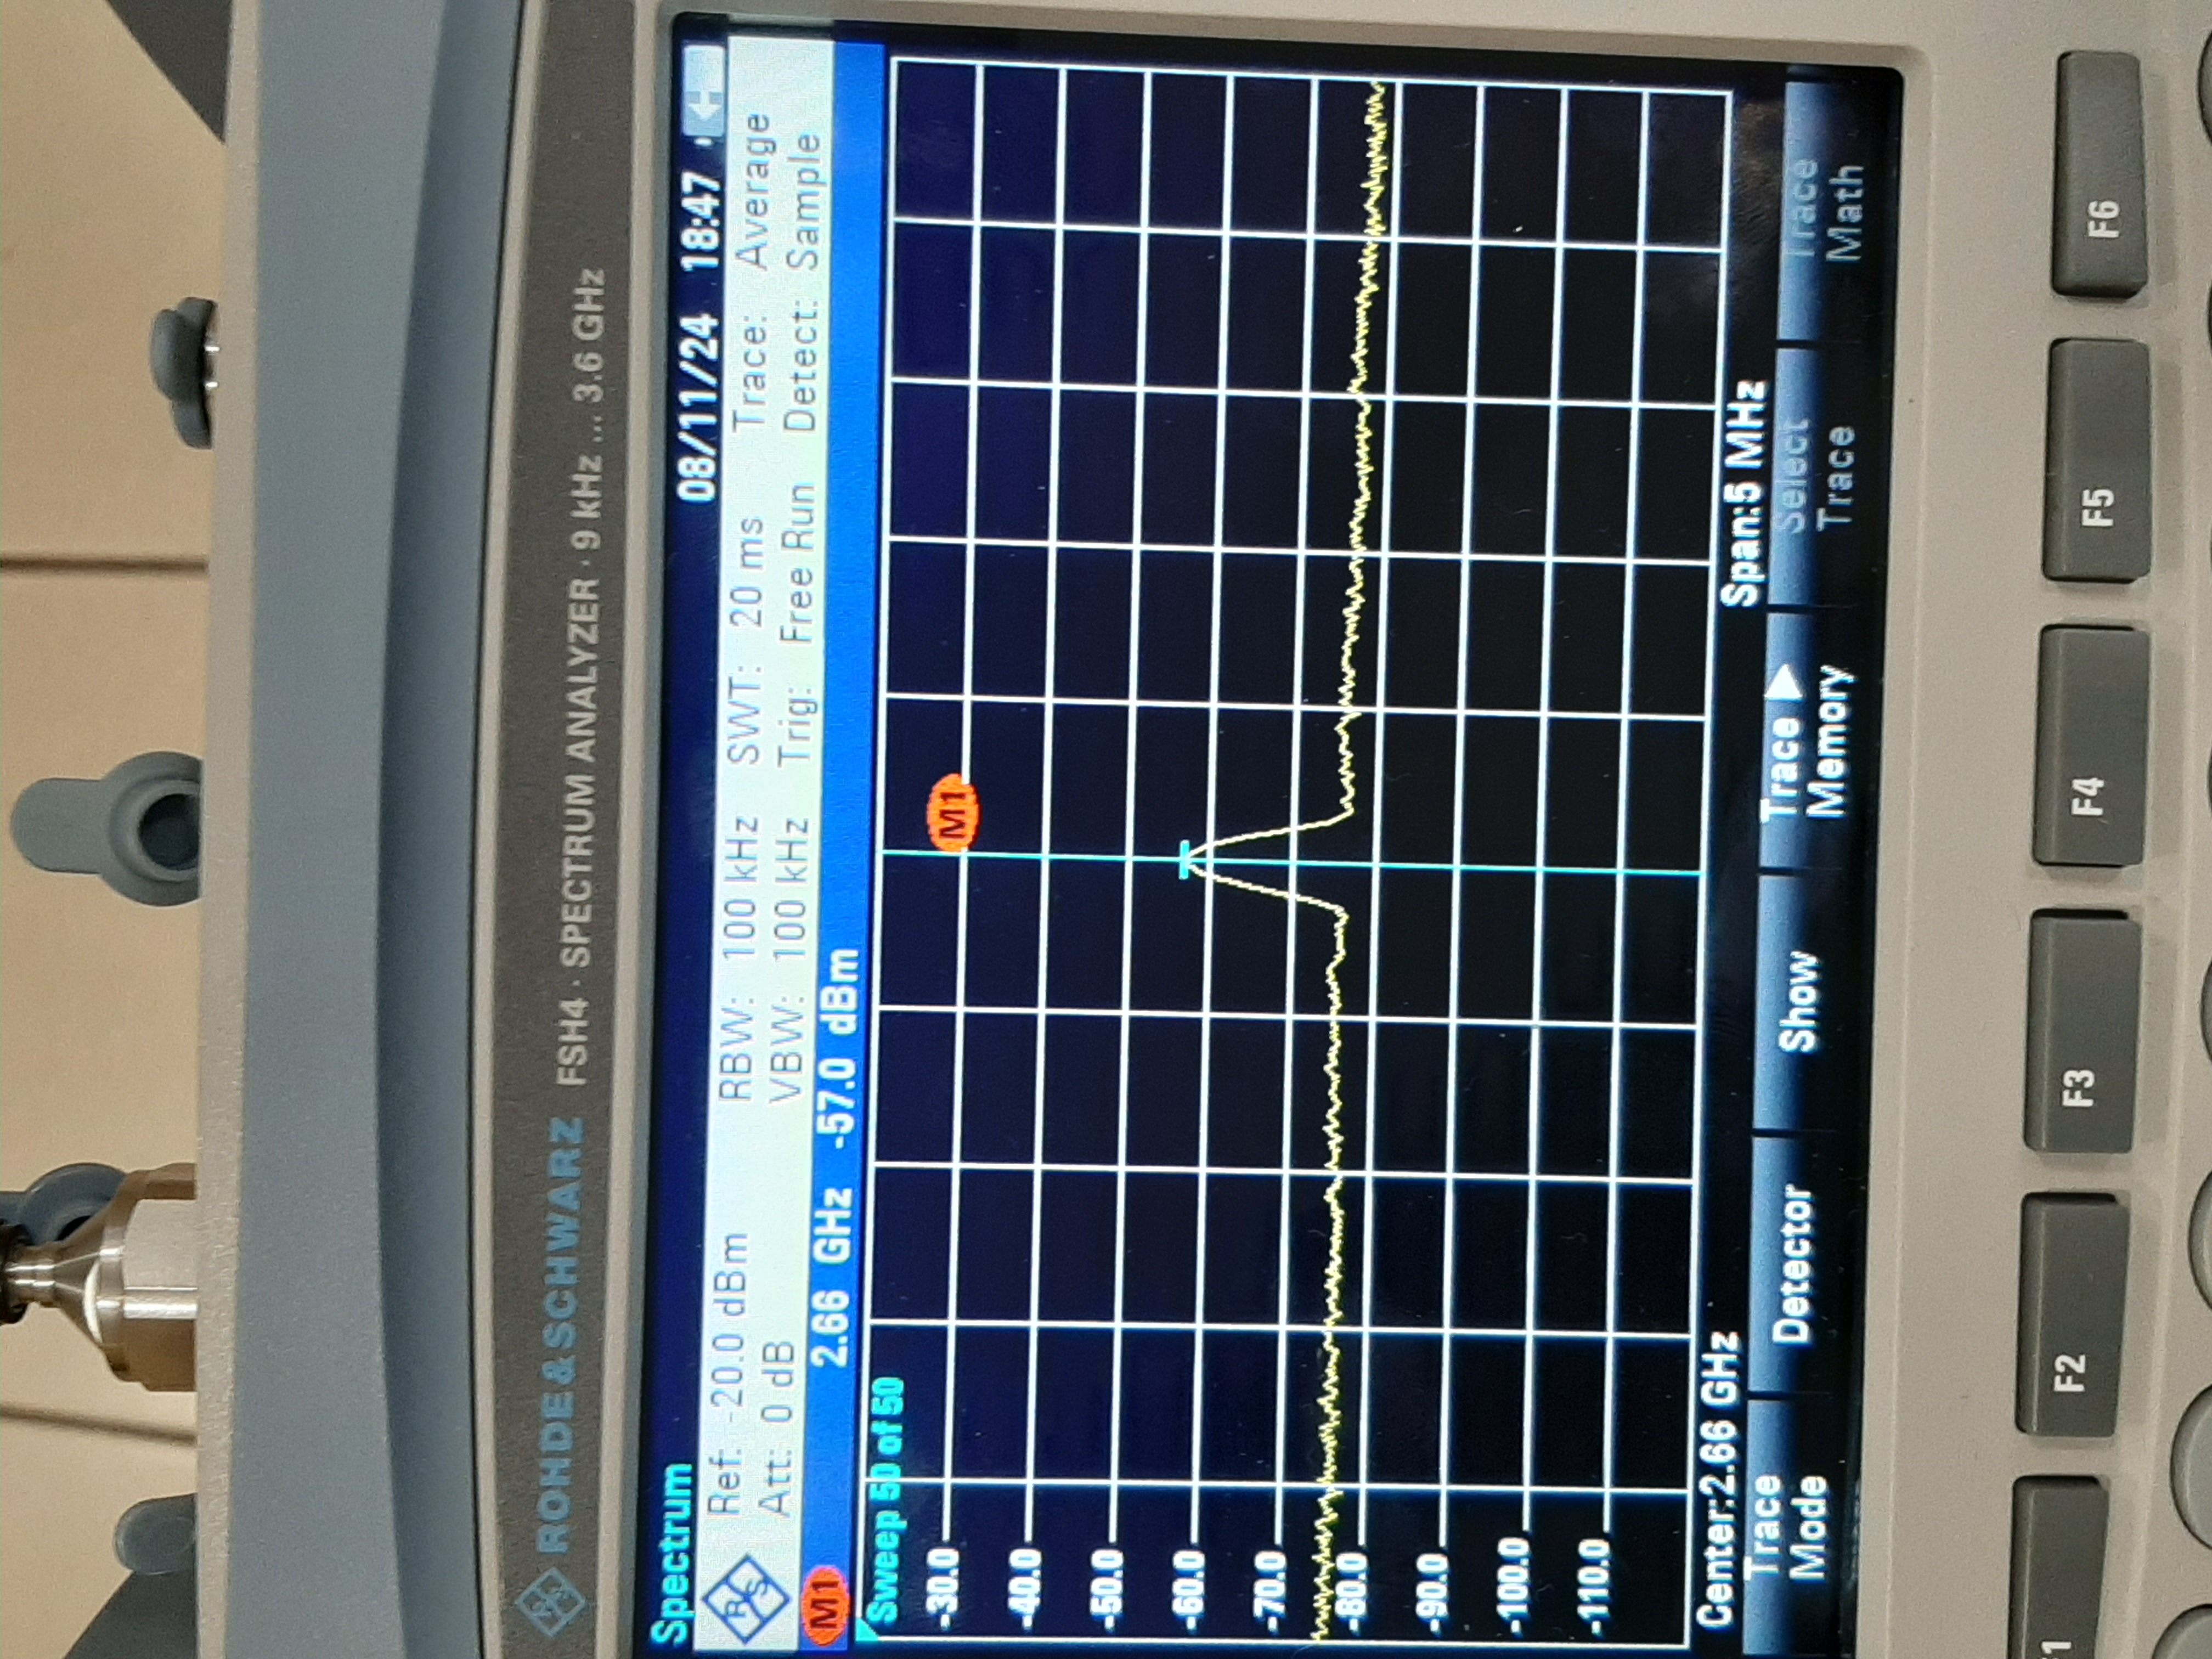 ROHDE & SCHWARZ FSH4 · SPECTRUM ANALYZER · 9 kHz ... 3.6 GHz
Spectrum 08/11/24 18:47
Ref: -20.0 dBm RBW: 100 kHz SWT: 20 ms Trace: Average
Att: 0 dB VBW: 100 kHz Trig: Free Run Detect: Sample
M1 2.66 GHz -57.0 dBm
Sweep 50 of 50
M1
-30.0
-40.0
-50.0
-60.0
-70.0
-80.0
-90.0
-100.0
-110.0
Center:2.66 GHz Span:5 MHz
Trace Mode
Detector
Show
Trace Memory
Select Trace
Trace Math
F2
F3
F4
F5
F6